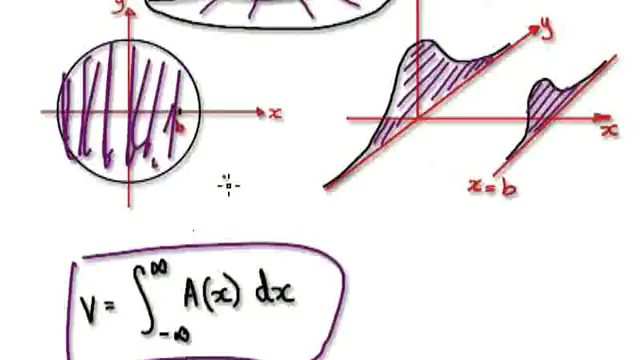 y
x
b
y
x
x = b
V = ∫_{-∞}^{∞} A(x) dx